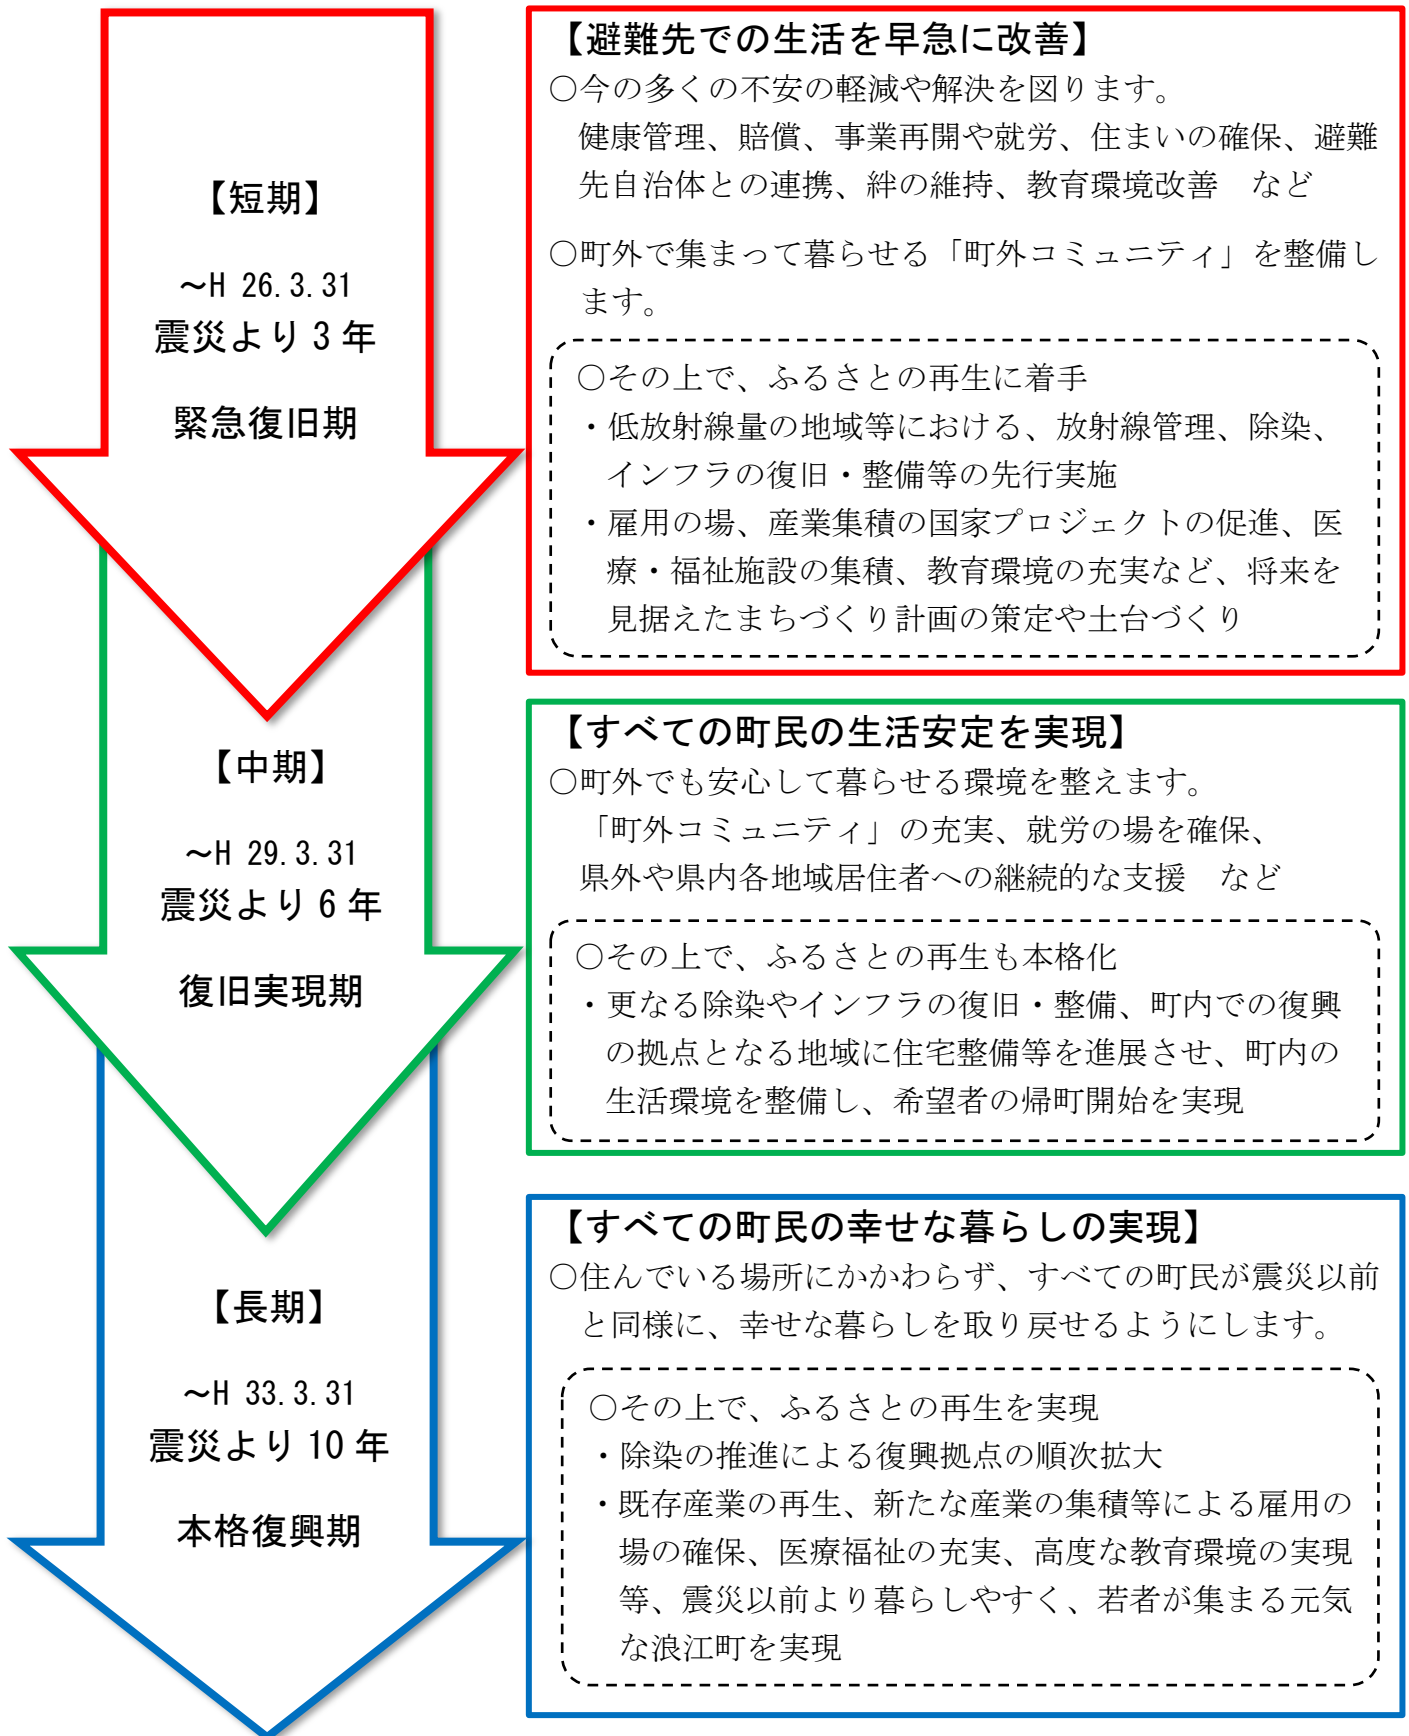 【短期】
～H 26.3.31
震災より 3 年
緊急復旧期
【避難先での生活を早急に改善】
○今の多くの不安の軽減や解決を図ります。
健康管理、賠償、事業再開や就労、住まいの確保、避難
先自治体との連携、絆の維持、教育環境改善　など
○町外で集まって暮らせる「町外コミュニティ」を整備し
ます。
○その上で、ふるさとの再生に着手
・低放射線量の地域等における、放射線管理、除染、
インフラの復旧・整備等の先行実施
・雇用の場、産業集積の国家プロジェクトの促進、医
療・福祉施設の集積、教育環境の充実など、将来を
見据えたまちづくり計画の策定や土台づくり
【中期】
～H 29.3.31
震災より 6 年
復旧実現期
【すべての町民の生活安定を実現】
○町外でも安心して暮らせる環境を整えます。
「町外コミュニティ」の充実、就労の場を確保、
県外や県内各地域居住者への継続的な支援　など
○その上で、ふるさとの再生も本格化
・更なる除染やインフラの復旧・整備、町内での復興
の拠点となる地域に住宅整備等を進展させ、町内の
生活環境を整備し、希望者の帰町開始を実現
【長期】
～H 33.3.31
震災より 10 年
本格復興期
【すべての町民の幸せな暮らしの実現】
○住んでいる場所にかかわらず、すべての町民が震災以前
と同様に、幸せな暮らしを取り戻せるようにします。
○その上で、ふるさとの再生を実現
・除染の推進による復興拠点の順次拡大
・既存産業の再生、新たな産業の集積等による雇用の
場の確保、医療福祉の充実、高度な教育環境の実現
等、震災以前より暮らしやすく、若者が集まる元気
な浪江町を実現